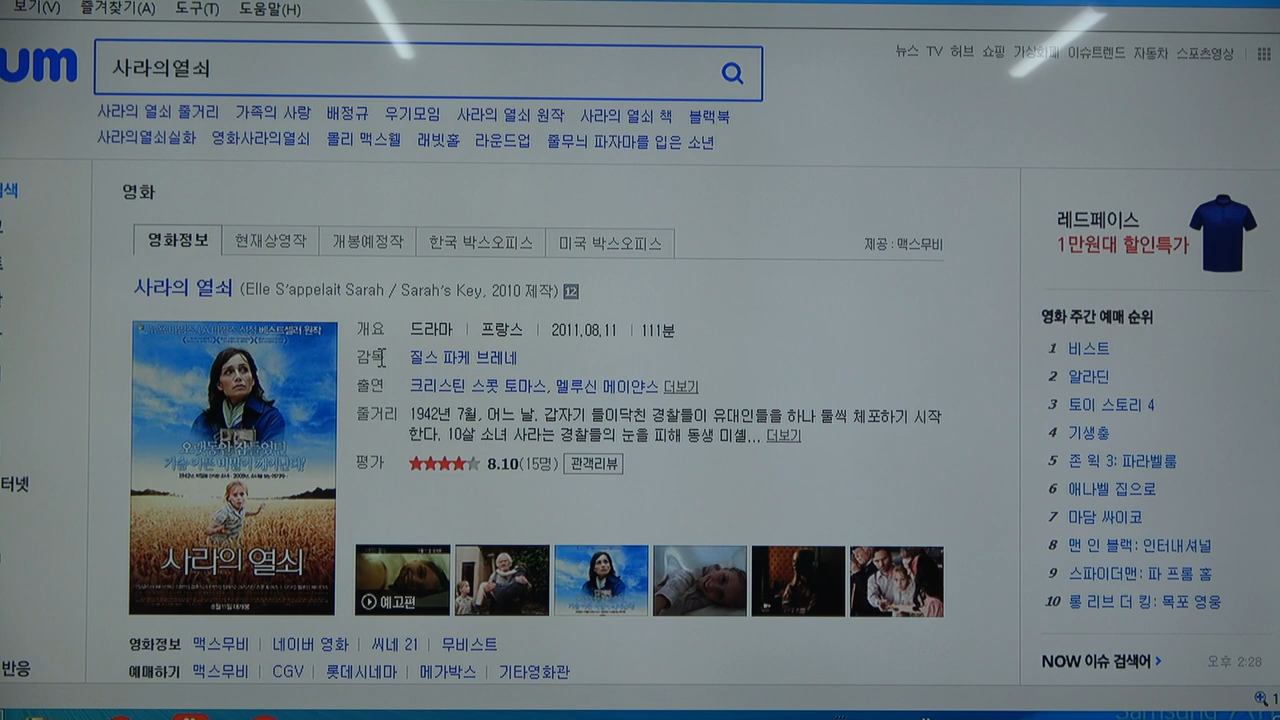 보기(V) 즐겨찾기(A) 도구(T) 도움말(H)
um
사라의열쇠
뉴스 TV 허브 쇼핑 가상화폐 이슈트렌드 자동차 스포츠영상
사라의 열쇠 줄거리 가족의 사랑 배정규 우기모임 사라의 열쇠 원작 사라의 열쇠 책 블랙북
사라의열쇠실화 영화사라의열쇠 몰리 맥스웰 래빗홀 라운드업 줄무늬 파자마를 입은 소년
영화
영화정보 현재상영작 개봉예정작 한국 박스오피스 미국 박스오피스 제공 : 맥스무비
사라의 열쇠 (Elle S'appelait Sarah / Sarah's Key, 2010 제작) 12
개요 드라마 | 프랑스 | 2011.08.11 | 111분
감독 질스 파케 브레네
출연 크리스틴 스콧 토마스, 멜루신 메이얀스 더보기
줄거리 1942년 7월, 어느 날, 갑자기 들이닥친 경찰들이 유대인들을 하나 둘씩 체포하기 시작
한다. 10살 소녀 사라는 경찰들의 눈을 피해 동생 미셸... 더보기
평가 8.10(15명) 관객리뷰
베스트셀러 원작
사라의 열쇠
8월 11일 대개봉
예고편
영화정보 맥스무비 | 네이버 영화 | 씨네 21 | 무비스트
예매하기 맥스무비 | CGV | 롯데시네마 | 메가박스 | 기타영화관
터넷
반응
레드페이스
1만원대 할인특가
영화 주간 예매 순위
1 비스트
2 알라딘
3 토이 스토리 4
4 기생충
5 존 윅 3: 파라벨룸
6 애나벨 집으로
7 마담 싸이코
8 맨 인 블랙: 인터내셔널
9 스파이더맨: 파 프롬 홈
10 롱 리브 더 킹: 목포 영웅
NOW 이슈 검색어 > 오후 2:28